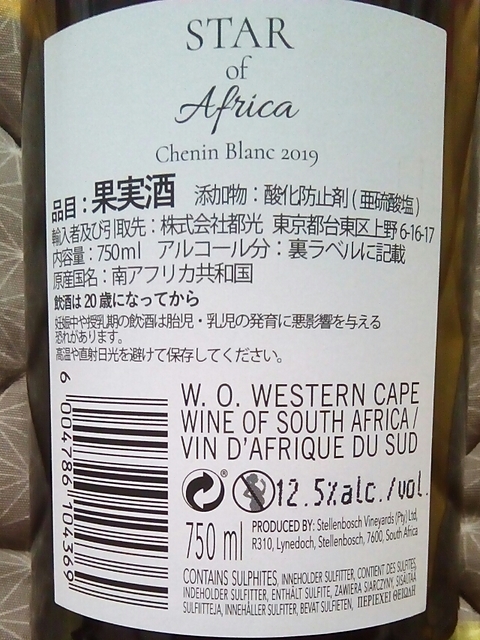 STAR
of
Africa
Chenin Blanc 2019
品目：果実酒 添加物：酸化防止剤(亜硫酸塩)
輸入者及び引取先：株式会社都光 東京都台東区上野6-16-17
内容量：750ml アルコール分：裏ラベルに記載
原産国名：南アフリカ共和国
飲酒は20歳になってから
妊娠中や授乳期の飲酒は胎児・乳児の発育に悪影響を与える
恐れがあります。
高温や直射日光を避けて保存してください。
6 004786 104369
W. O. WESTERN CAPE
WINE OF SOUTH AFRICA /
VIN D'AFRIQUE DU SUD
12.5%alc./vol.
750 ml
PRODUCED BY: Stellenbosch Vineyards (Pty) Ltd,
R310, Lynedoch, Stellenbosch, 7600, South Africa
CONTAINS SULPHITES, INNEHOLDER SULFITTER, CONTIENT DES SULFITES,
INDEHOLDER SULFITTER, ENTHÄLT SULFITE, ZAWIERA SIARCZYNY, SISÄLTÄÄ
SULFIITTEJA, INNEHÅLLER SULFITER, BEVAT SULFIETEN, ΠΕΡΙΕΧΕΙ ΘΕΙΩΔΗ